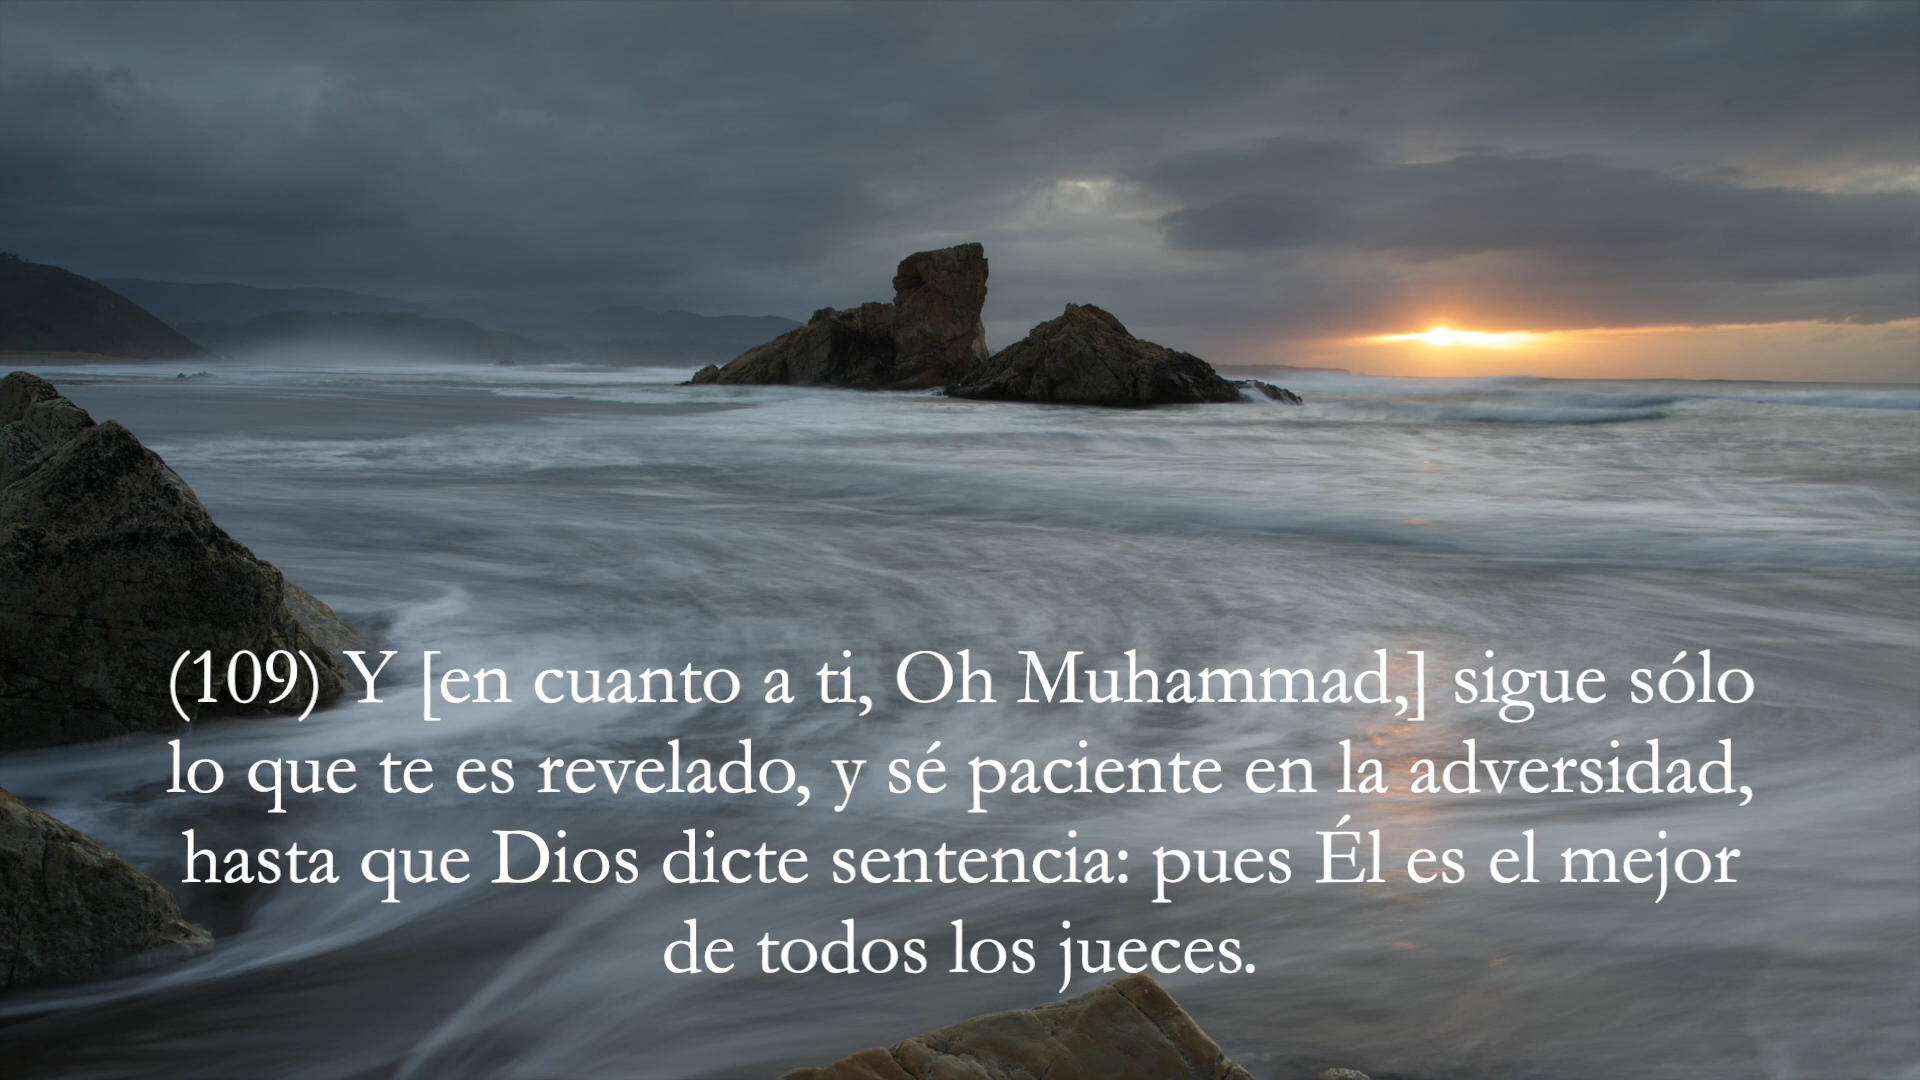 (109) Y [en cuanto a ti, Oh Muhammad,] sigue sólo
lo que te es revelado, y sé paciente en la adversidad,
hasta que Dios dicte sentencia: pues Él es el mejor
de todos los jueces.